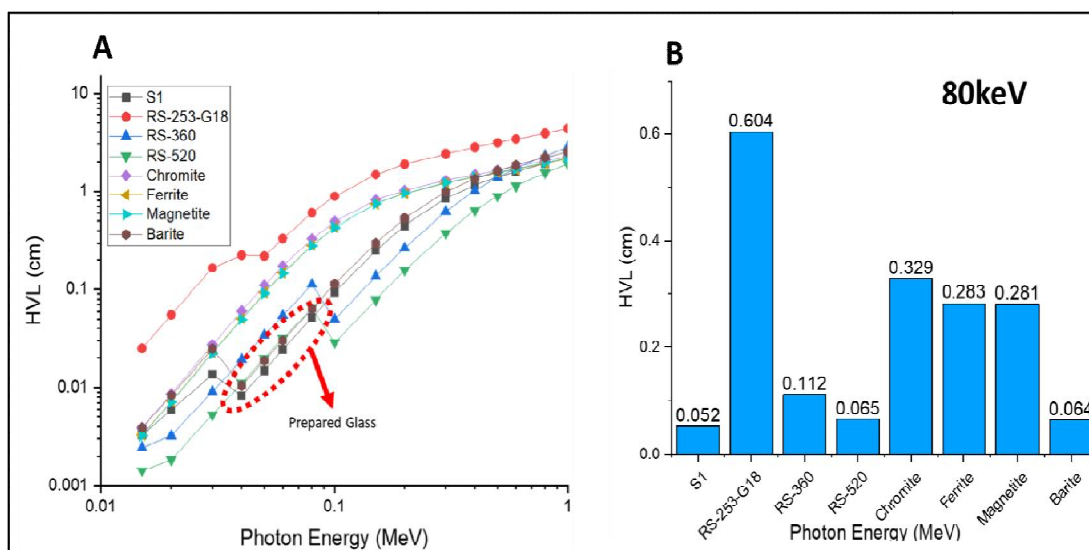 A
HVL (cm)
10
1
0.1
0.01
0.001
S1
RS-253-G18
RS-360
RS-520
Chromite
Ferrite
Magnetite
Barite
Prepared Glass
0.01
0.1
1
Photon Energy (MeV)
B
80keV
HVL (cm)
0.6
0.4
0.2
0.0
0.052
0.604
0.112
0.065
0.329
0.283
0.281
0.064
S1
RS-253-G18
RS-360
RS-520
Chromite
Ferrite
Magnetite
Barite
Photon Energy (MeV)